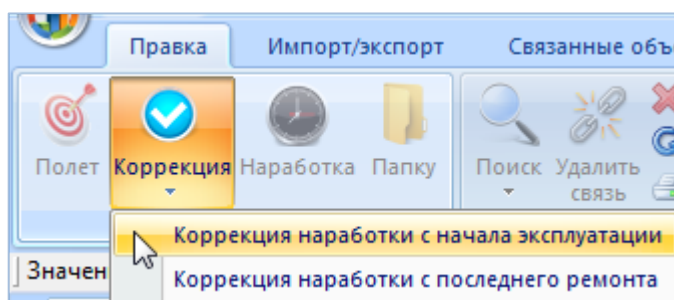 Правка Импорт/экспорт Связанные объ
Полет Коррекция Наработка Папку Поиск Удалить
связь
Коррекция наработки с начала эксплуатации
Значен
Коррекция наработки с последнего ремонта